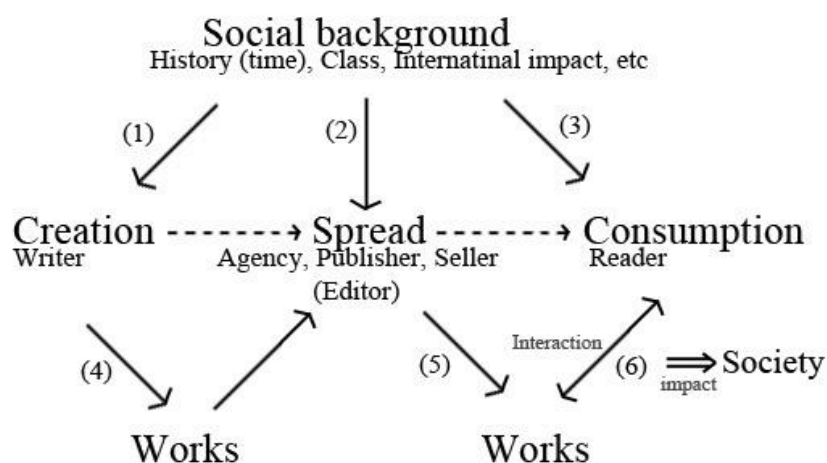 Social background
History (time), Class, Internatinal impact, etc
(1)
(2)
(3)
Creation
Spread
Consumption
Writer
Agency, Publisher, Seller
Reader
(Editor)
Interaction
(4)
(5)
(6)
Society
impact
Works
Works